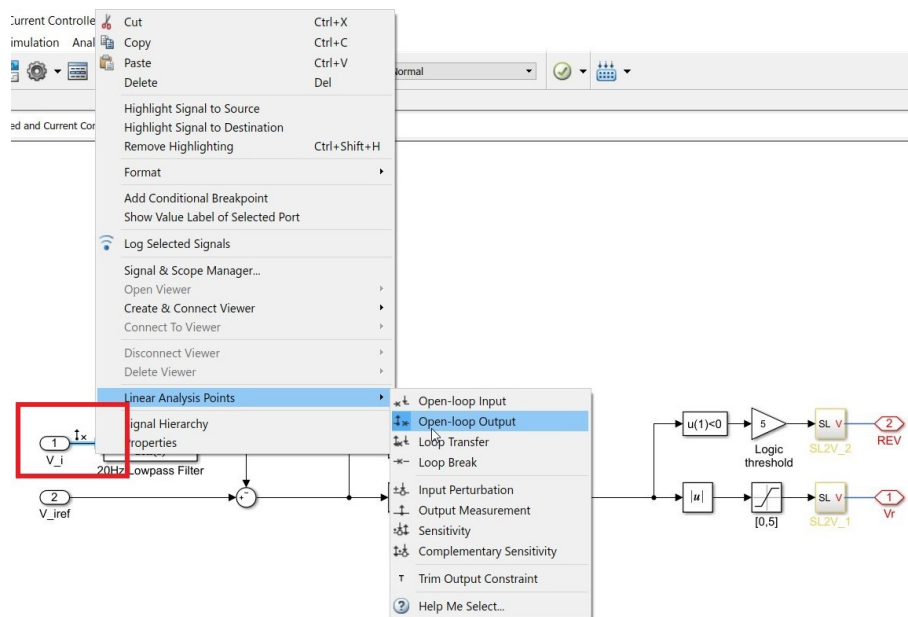 Current Controlle
imulation Anal
Normal
ed and Current Cor
Cut Ctrl+X
Copy Ctrl+C
Paste Ctrl+V
Delete Del
Highlight Signal to Source
Highlight Signal to Destination
Remove Highlighting Ctrl+Shift+H
Format
Add Conditional Breakpoint
Show Value Label of Selected Port
Log Selected Signals
Signal & Scope Manager...
Open Viewer
Create & Connect Viewer
Connect To Viewer
Disconnect Viewer
Delete Viewer
Linear Analysis Points
Signal Hierarchy
Properties
Open-loop Input
Open-loop Output
Loop Transfer
Loop Break
Input Perturbation
Output Measurement
Sensitivity
Complementary Sensitivity
T Trim Output Constraint
? Help Me Select...
1
V_i
20Hz Lowpass Filter
2
V_iref
+
-
u(1)<0
5
Logic
threshold
SL V
SL2V_2
2
REV
|u|
[0,5]
SL V
SL2V_1
1
Vr